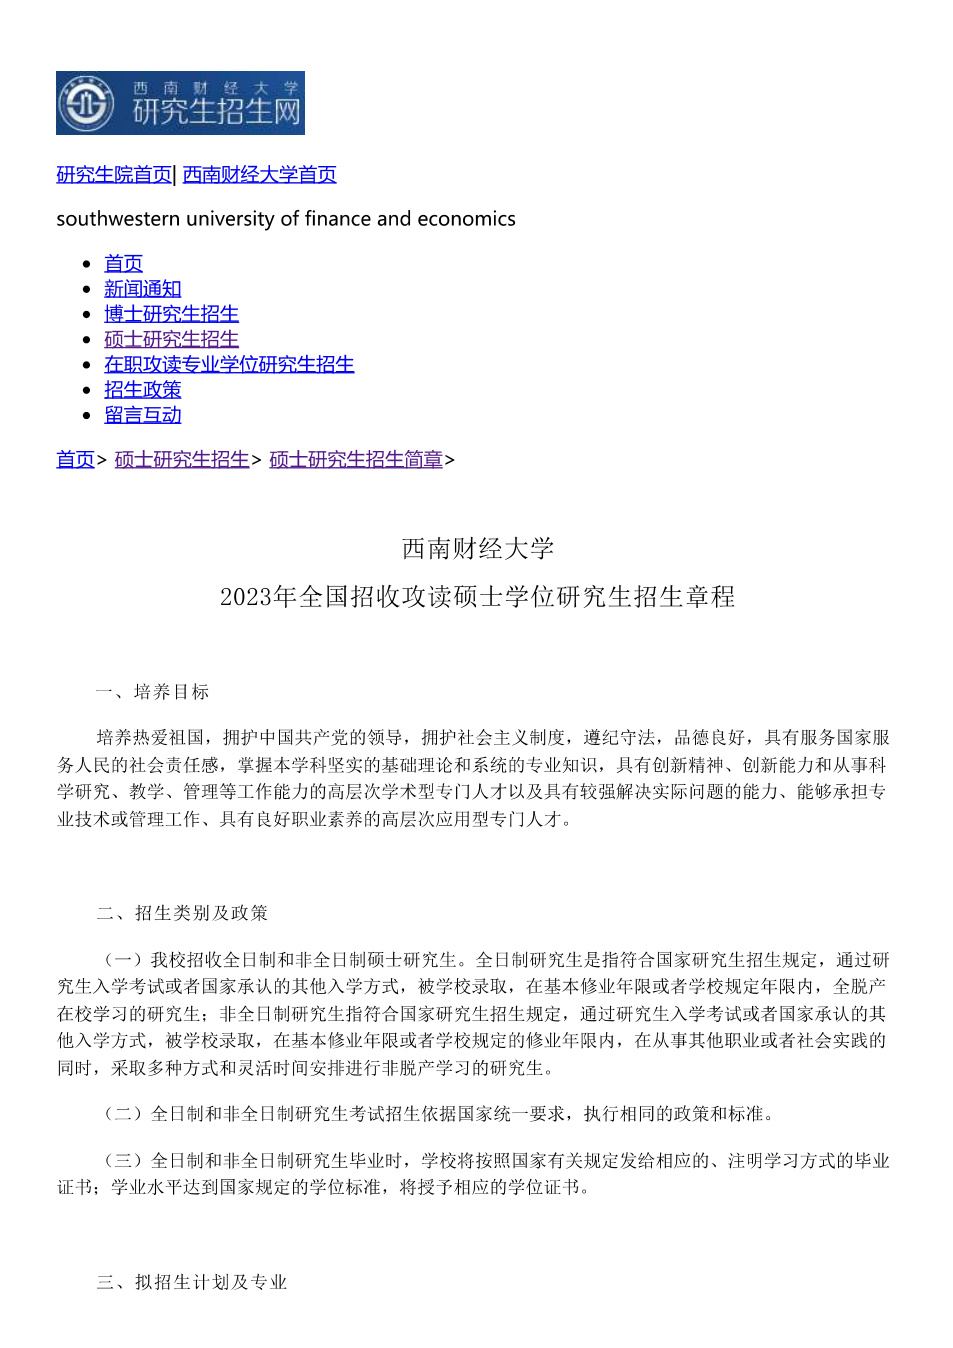 西南财经大学
研究生招生网
研究生院首页| 西南财经大学首页
southwestern university of finance and economics
首页
新闻通知
博士研究生招生
硕士研究生招生
在职攻读专业学位研究生招生
招生政策
留言互动
首页> 硕士研究生招生> 硕士研究生招生简章>
西南财经大学
2023年全国招收攻读硕士学位研究生招生章程
一、培养目标
培养热爱祖国，拥护中国共产党的领导，拥护社会主义制度，遵纪守法，品德良好，具有服务国家服
务人民的社会责任感，掌握本学科坚实的基础理论和系统的专业知识，具有创新精神、创新能力和从事科
学研究、教学、管理等工作能力的高层次学术型专门人才以及具有较强解决实际问题的能力、能够承担专
业技术或管理工作、具有良好职业素养的高层次应用型专门人才。
二、招生类别及政策
（一）我校招收全日制和非全日制硕士研究生。全日制研究生是指符合国家研究生招生规定，通过研
究生入学考试或者国家承认的其他入学方式，被学校录取，在基本修业年限或者学校规定年限内，全脱产
在校学习的研究生；非全日制研究生指符合国家研究生招生规定，通过研究生入学考试或者国家承认的其
他入学方式，被学校录取，在基本修业年限或者学校规定的修业年限内，在从事其他职业或者社会实践的
同时，采取多种方式和灵活时间安排进行非脱产学习的研究生。
（二）全日制和非全日制研究生考试招生依据国家统一要求，执行相同的政策和标准。
（三）全日制和非全日制研究生毕业时，学校将按照国家有关规定发给相应的、注明学习方式的毕业
证书；学业水平达到国家规定的学位标准，将授予相应的学位证书。
三、拟招生计划及专业